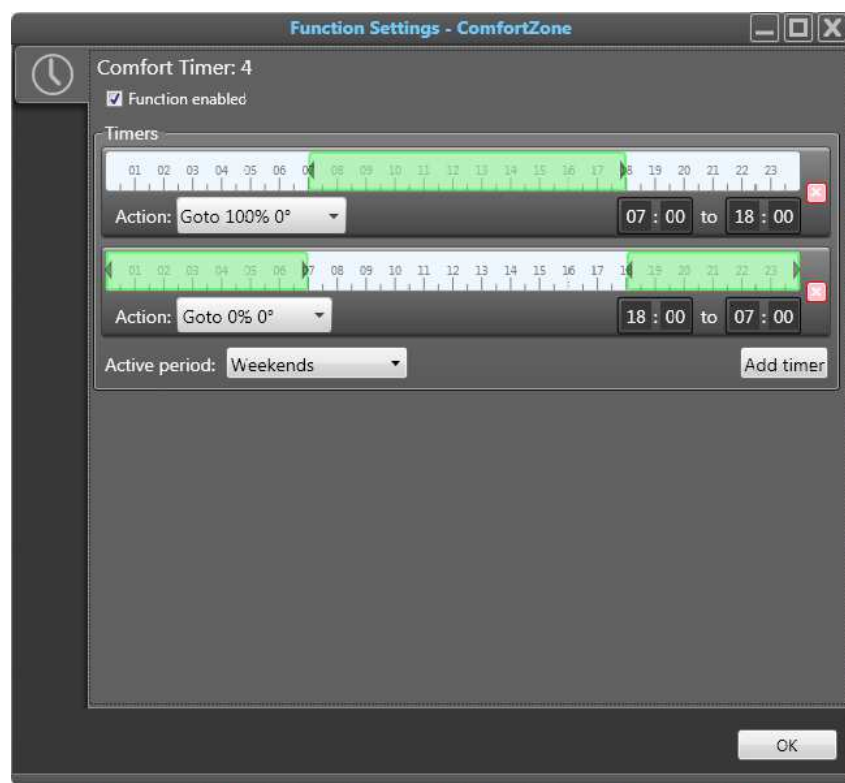 Function Settings - ComfortZone
Comfort Timer: 4
Function enabled
Timers
01 02 03 04 05 06 08 09 10 11 12 13 14 15 16 17 18 19 20 21 22 23
Action: Goto 100% 0° 07 : 00 to 18 : 00
01 02 03 04 05 06 07 08 09 10 11 12 13 14 15 16 17 18 19 20 21 22 23
Action: Goto 0% 0° 18 : 00 to 07 : 00
Active period: Weekends Add timer
OK